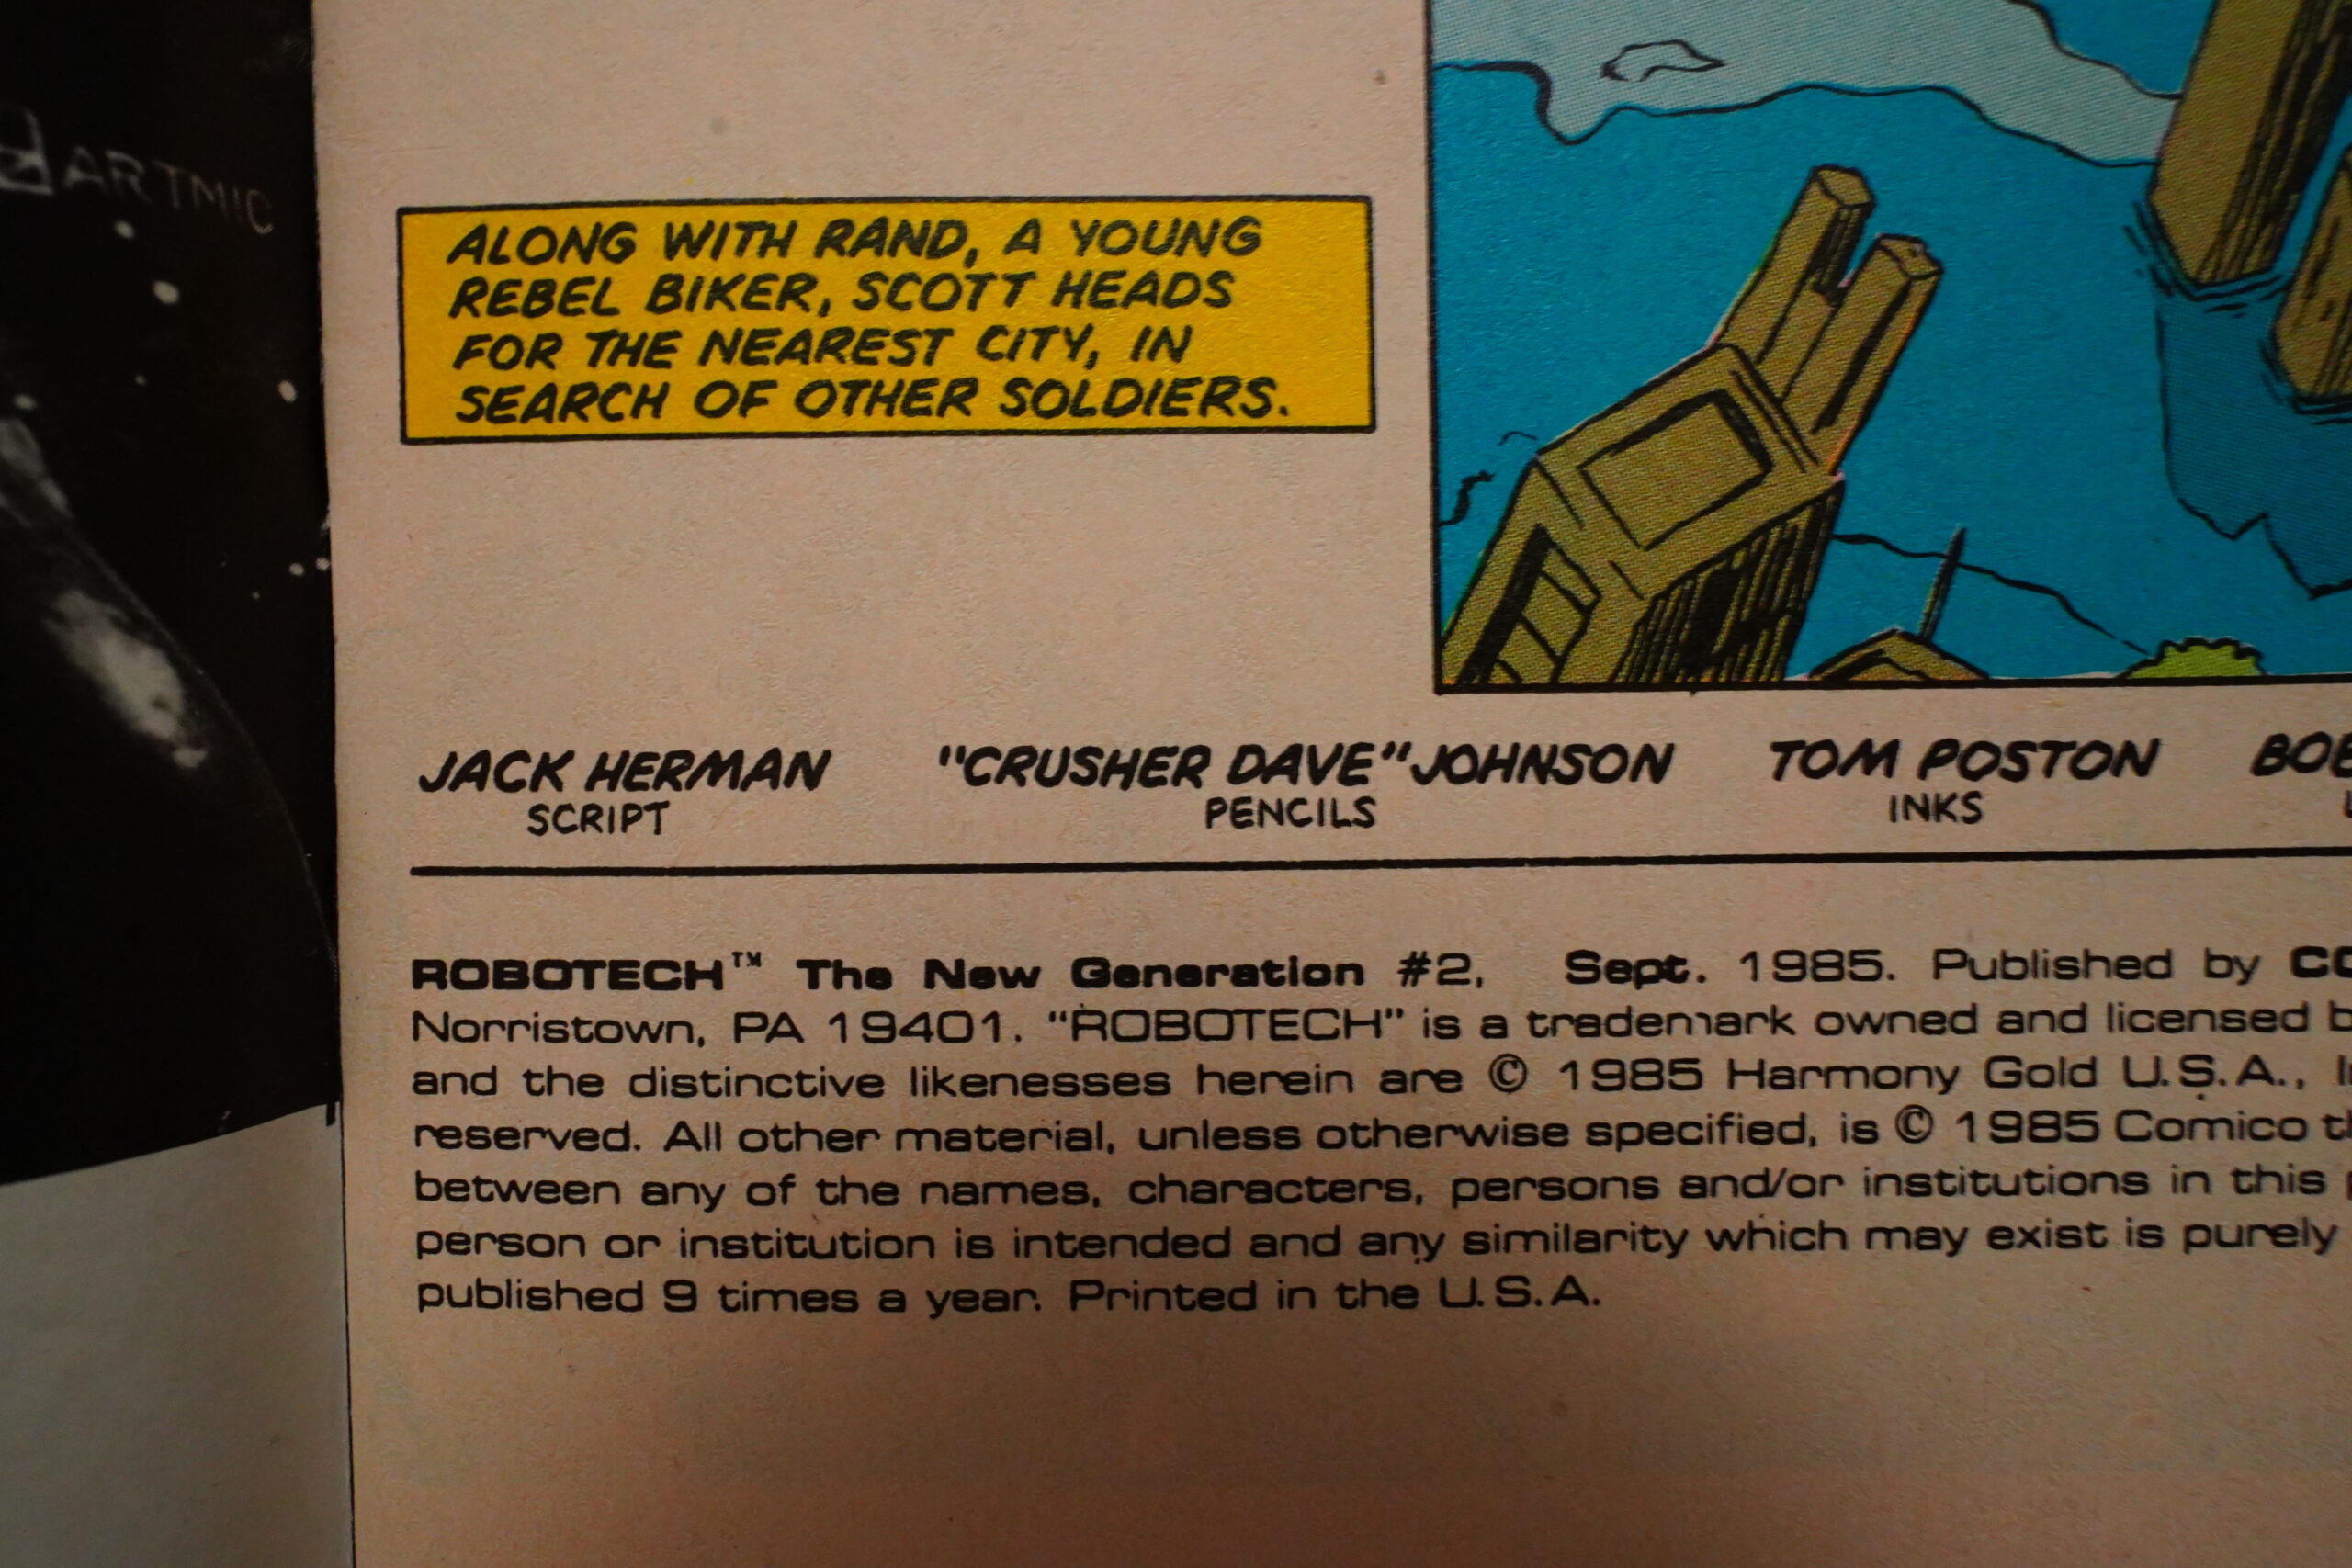 ARTMIC
ALONG WITH RAND, A YOUNG
REBEL BIKER, SCOTT HEADS
FOR THE NEAREST CITY, IN
SEARCH OF OTHER SOLDIERS.
JACK HERMAN "CRUSHER DAVE" JOHNSON TOM POSTON
SCRIPT PENCILS INKS
ROBOTECH™ The New Generation #2, Sept. 1985. Published by
Norristown, PA 19401. "ROBOTECH" is a trademark owned and licensed
and the distinctive likenesses herein are © 1985 Harmony Gold U.S.A.,
reserved. All other material, unless otherwise specified, is © 1985 Comico
between any of the names, characters, persons and/or institutions in this
person or institution is intended and any similarity which may exist is purely
published 9 times a year. Printed in the U.S.A.